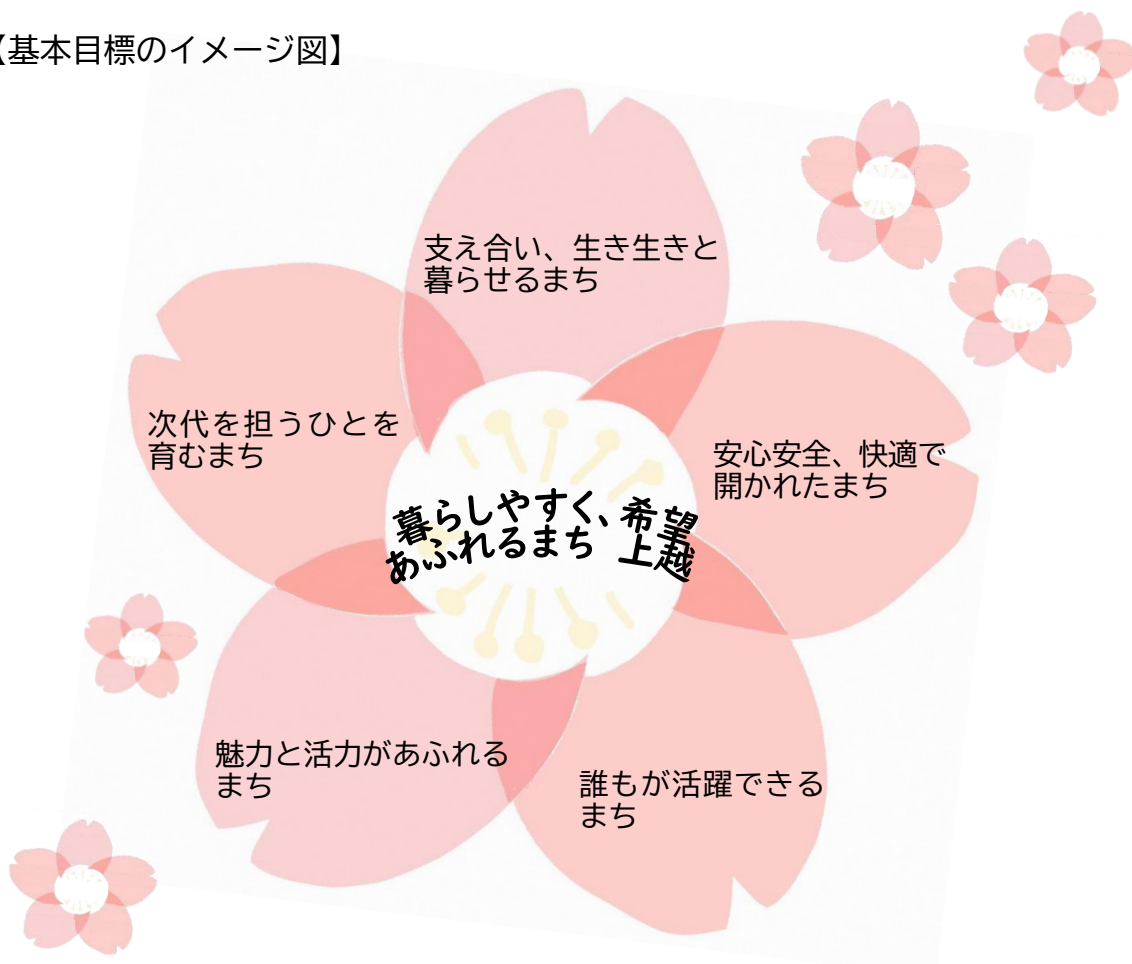 【基本目標のイメージ図】
支え合い、生き生きと
暮らせるまち
次代を担うひとを
育むまち
安心安全、快適で
開かれたまち
暮らしやすく、希望
あふれるまち 上越
魅力と活力があふれる
まち
誰もが活躍できる
まち